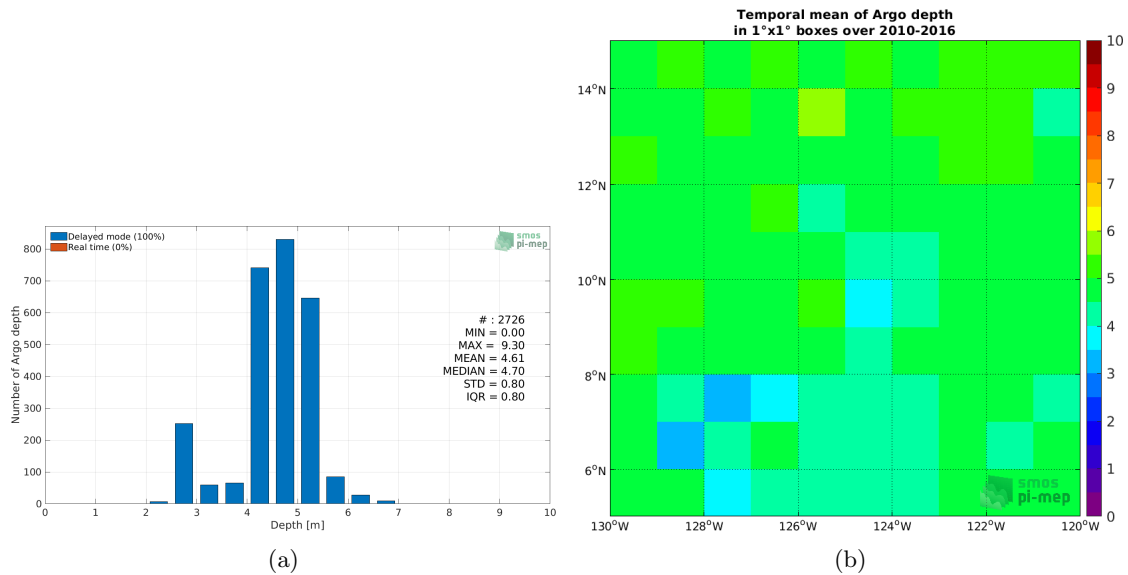 Temporal mean of Argo depth
in 1°x1° boxes over 2010-2016
Delayed mode (100%)
Real time (0%)
smos
pi-mep
Number of Argo depth
800
700
600
500
400
300
200
100
0
# : 2726
MIN = 0.00
MAX = 9.30
MEAN = 4.61
MEDIAN = 4.70
STD = 0.80
IQR = 0.80
0 1 2 3 4 5 6 7 8 9 10
Depth [m]
(a)
14°N
12°N
10°N
8°N
6°N
130°W 128°W 126°W 124°W 122°W 120°W
smos
pi-mep
10
9
8
7
6
5
4
3
2
1
0
(b)